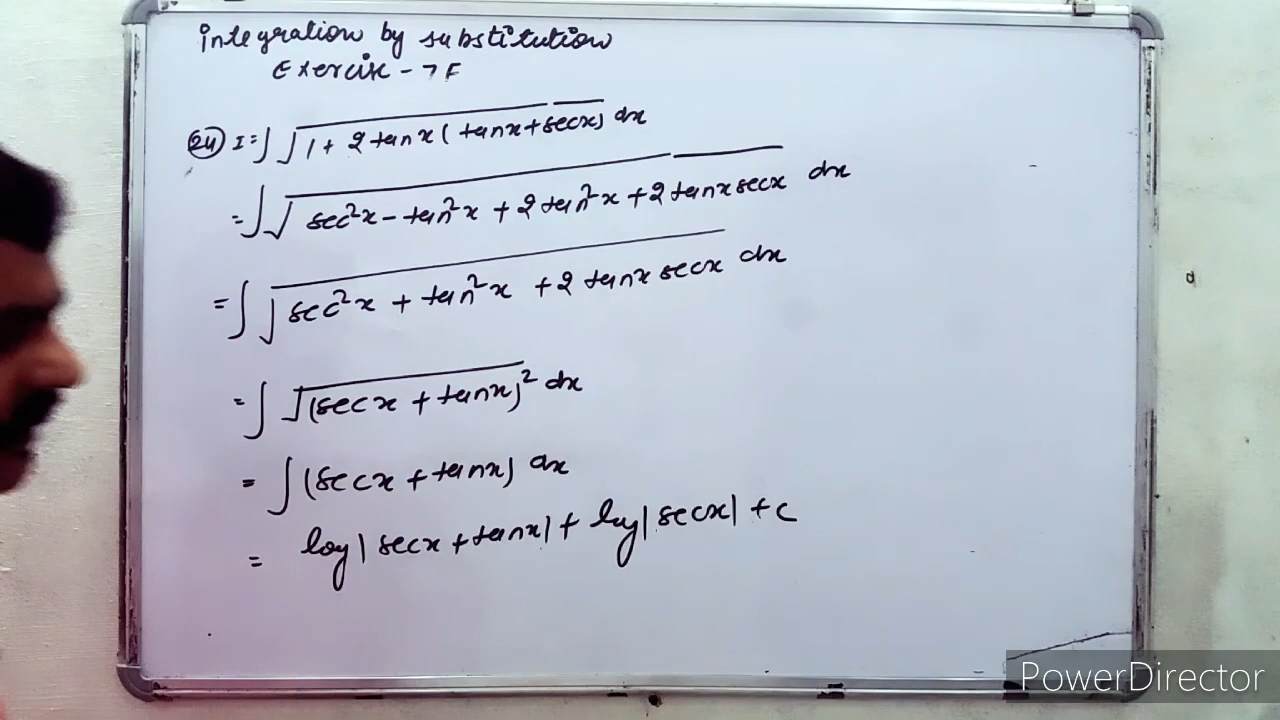 integration by substitution
Exercise - 7F
(24) I = ∫ √(1 + 2 tan x (tan x + sec x)) dx
= ∫ √(sec²x - tan²x + 2 tan²x + 2 tan x sec x) dx
= ∫ √(sec²x + tan²x + 2 tan x sec x) dx
= ∫ √(sec x + tan x)² dx
= ∫ (sec x + tan x) dx
= log | sec x + tan x | + log | sec x | + c
PowerDirector